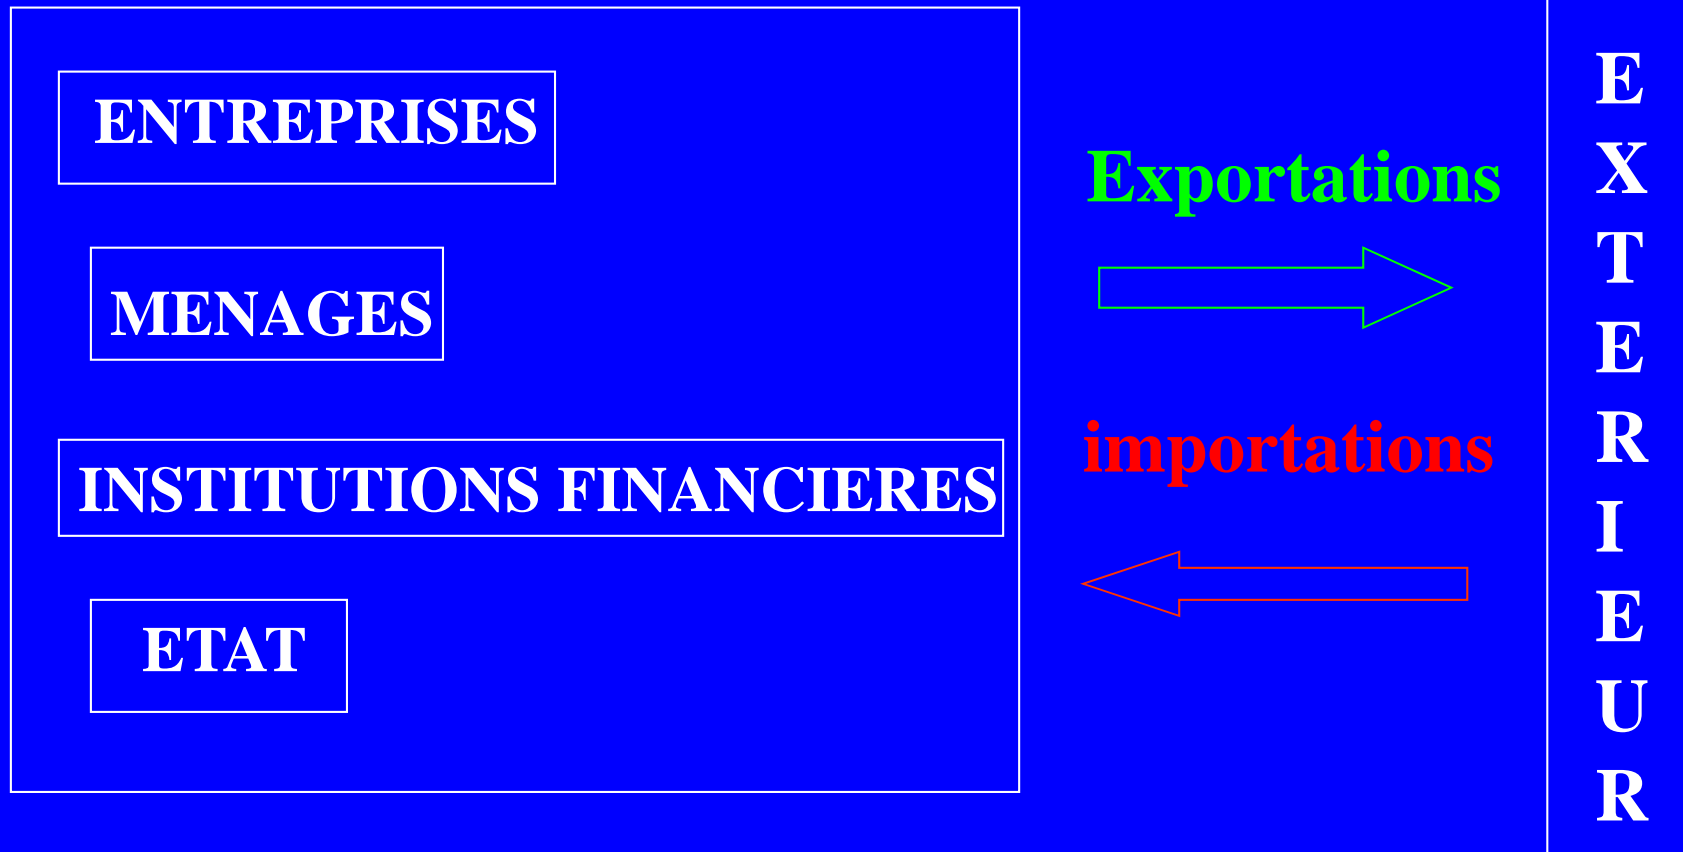 ENTREPRISES
MENAGES
INSTITUTIONS FINANCIERES
ETAT
Exportations
importations
E
X
T
E
R
I
E
U
R